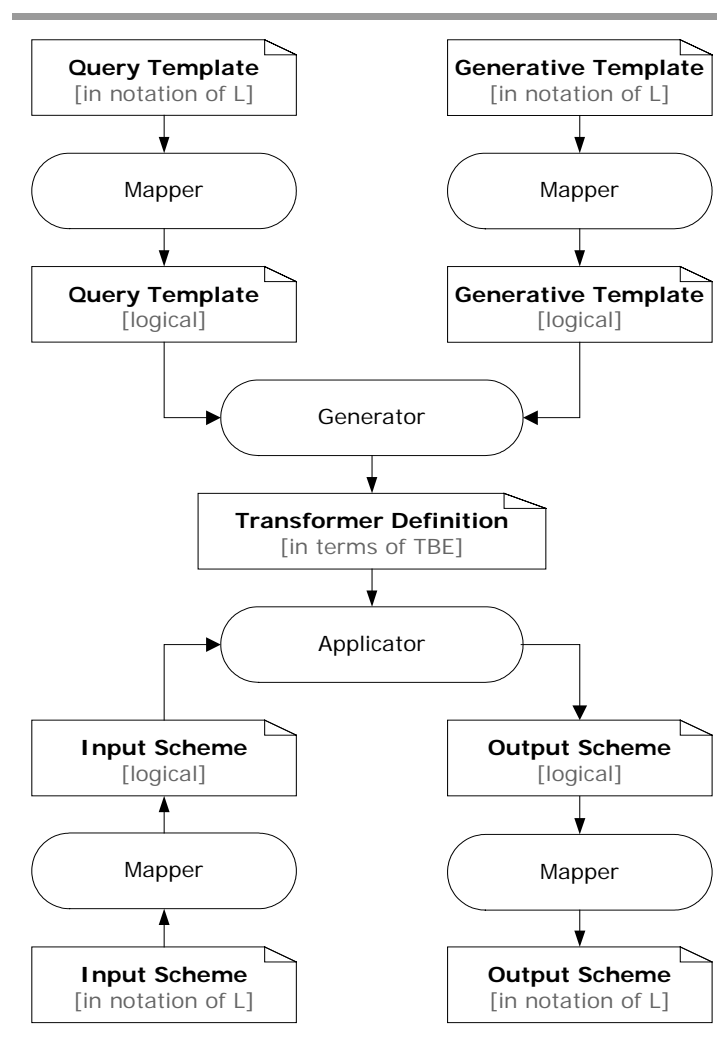 Query Template
[in notation of L]
Generative Template
[in notation of L]
Mapper
Mapper
Query Template
[logical]
Generative Template
[logical]
Generator
Transformer Definition
[in terms of TBE]
Applicator
Input Scheme
[logical]
Output Scheme
[logical]
Mapper
Mapper
Input Scheme
[in notation of L]
Output Scheme
[in notation of L]